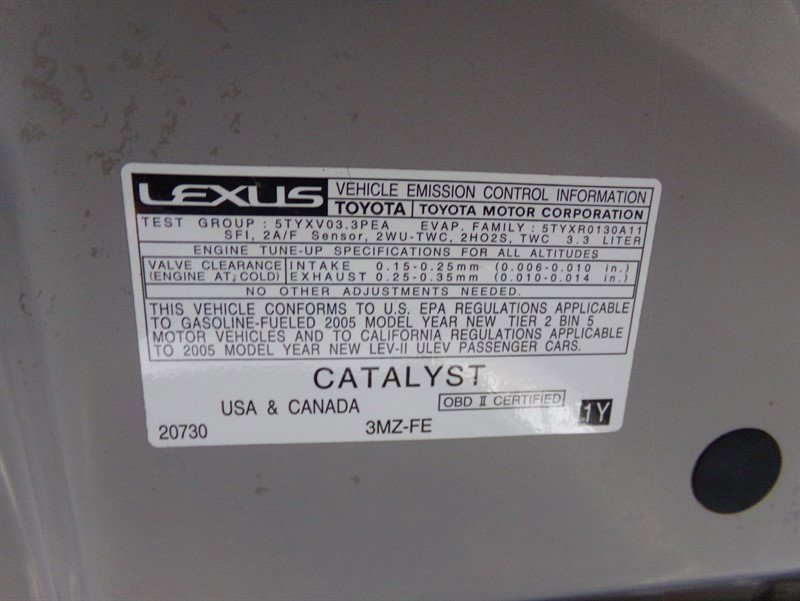 LEXUS VEHICLE EMISSION CONTROL INFORMATION
TOYOTA TOYOTA MOTOR CORPORATION
TEST GROUP : 5TYXV03.3PEA EVAP. FAMILY : 5TYXR0130A11
SFI, 2A/F Sensor, 2WU-TWC, 2HO2S, TWC 3.3 LITER
ENGINE TUNE-UP SPECIFICATIONS FOR ALL ALTITUDES
VALVE CLEARANCE INTAKE 0.15-0.25mm (0.006-0.010 in.)
(ENGINE AT COLD) EXHAUST 0.25-0.35mm (0.010-0.014 in.)
NO OTHER ADJUSTMENTS NEEDED.
THIS VEHICLE CONFORMS TO U.S. EPA REGULATIONS APPLICABLE
TO GASOLINE-FUELED 2005 MODEL YEAR NEW TIER 2 BIN 5
MOTOR VEHICLES AND TO CALIFORNIA REGULATIONS APPLICABLE
TO 2005 MODEL YEAR NEW LEV-II ULEV PASSENGER CARS.
CATALYST
USA & CANADA OBD II CERTIFIED
20730 3MZ-FE 1Y